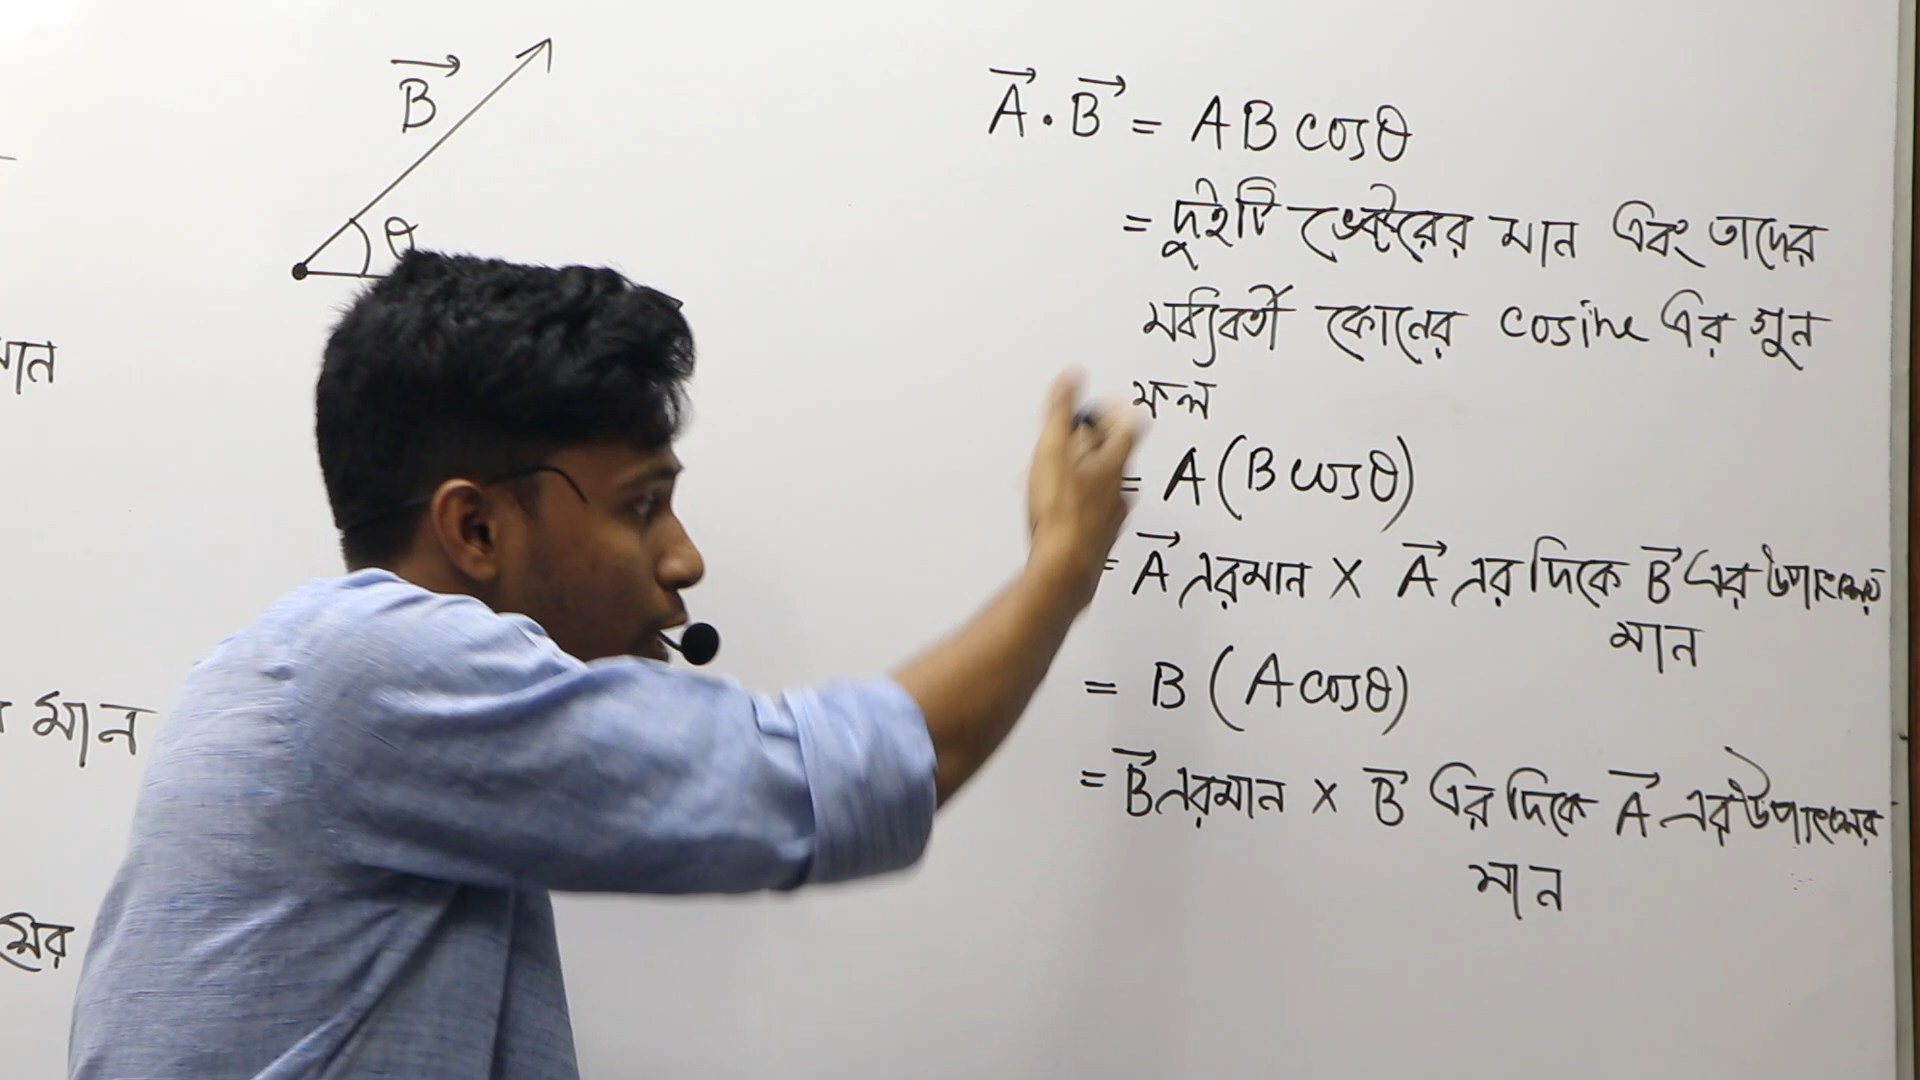 B⃗
θ
A⃗ . B⃗ = AB cosθ
= দুইটি ভেক্টরের মান এবং তাদের
মধ্যবর্তী কোনের cosine এর গুন
ফল
= A (B cosθ)
= A⃗ এর মান × A⃗ এর দিকে B⃗ এর উপাংশের
মান
= B (A cosθ)
= B⃗ এর মান × B⃗ এর দিকে A⃗ এর উপাংশের
মান
মান
মান